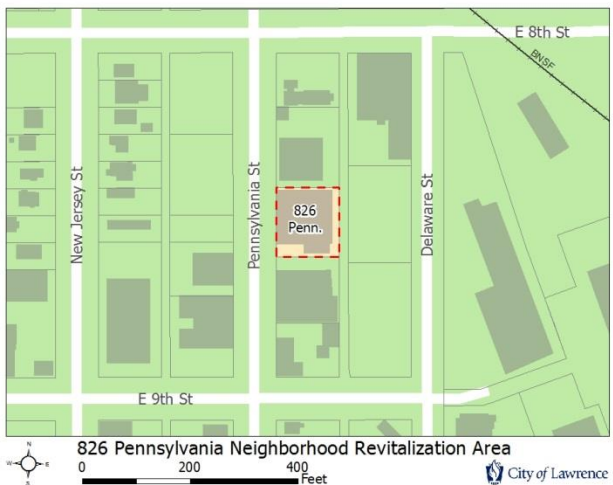 E 8th St
BNSF
New Jersey St
Pennsylvania St
Delaware St
826
Penn.
E 9th St
826 Pennsylvania Neighborhood Revitalization Area
N
W
E
S
0 200 400
Feet
City of Lawrence